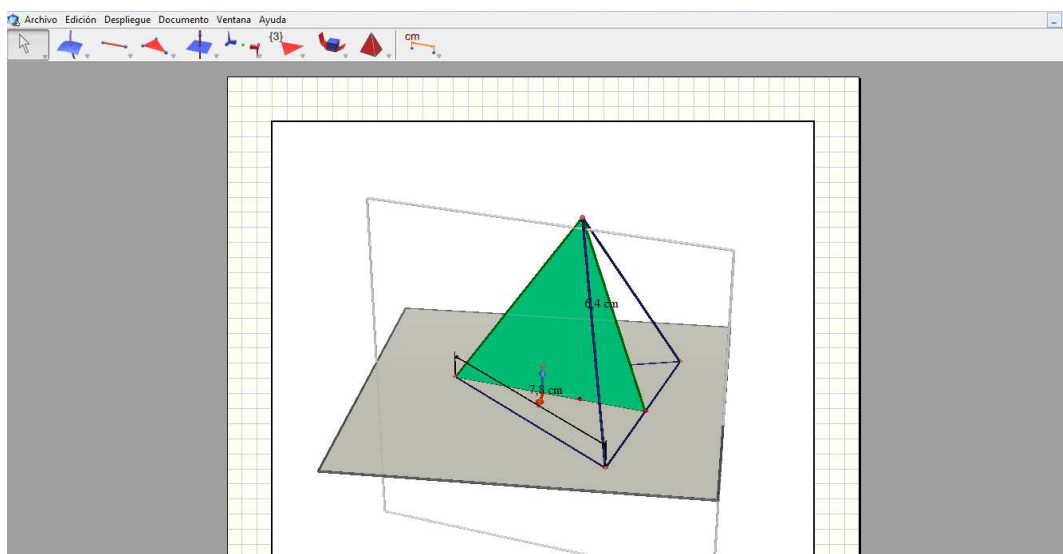 Archivo Edición Despliegue Documento Ventana Ayuda
{3}
cm
6,4 cm
7,8 cm